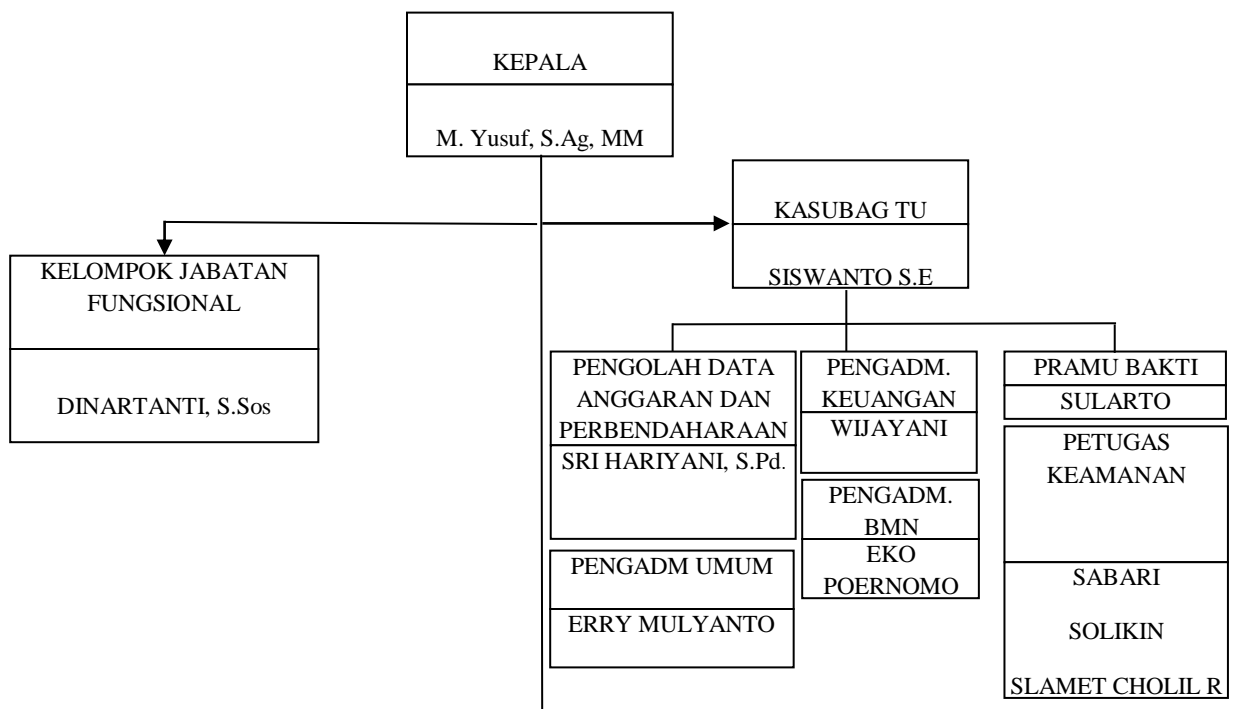 KEPALA
M. Yusuf, S.Ag, MM
KASUBAG TU
SISWANTO S.E
KELOMPOK JABATAN
FUNGSIONAL
DINARTANTI, S.Sos
PENGOLAH DATA
ANGGARAN DAN
PERBENDAHARAAN
SRI HARIYANI, S.Pd.
PENGADM UMUM
ERRY MULYANTO
PENGADM.
KEUANGAN
WIJAYANI
PENGADM.
BMN
EKO
POERNOMO
PRAMU BAKTI
SULARTO
PETUGAS
KEAMANAN
SABARI
SOLIKIN
SLAMET CHOLIL R